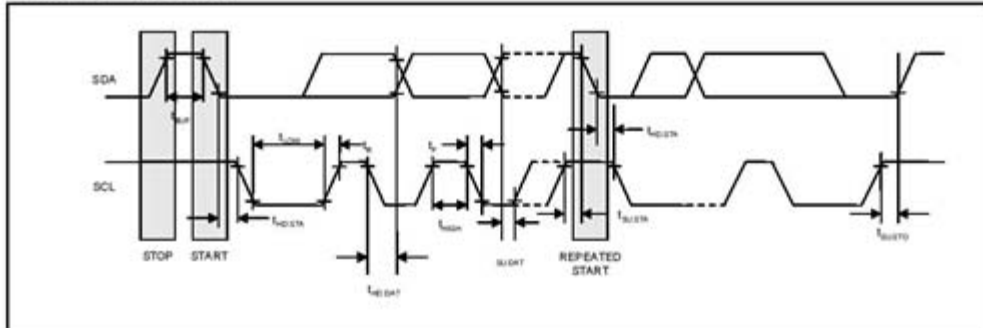 SDA
tBUF
tLOW
tR
tF
tHD:STA
SCL
tHD:STA
tHIGH
tSU:STA
tSU:STO
STOP
START
SU:DAT
REPEATED
START
tHD:DAT